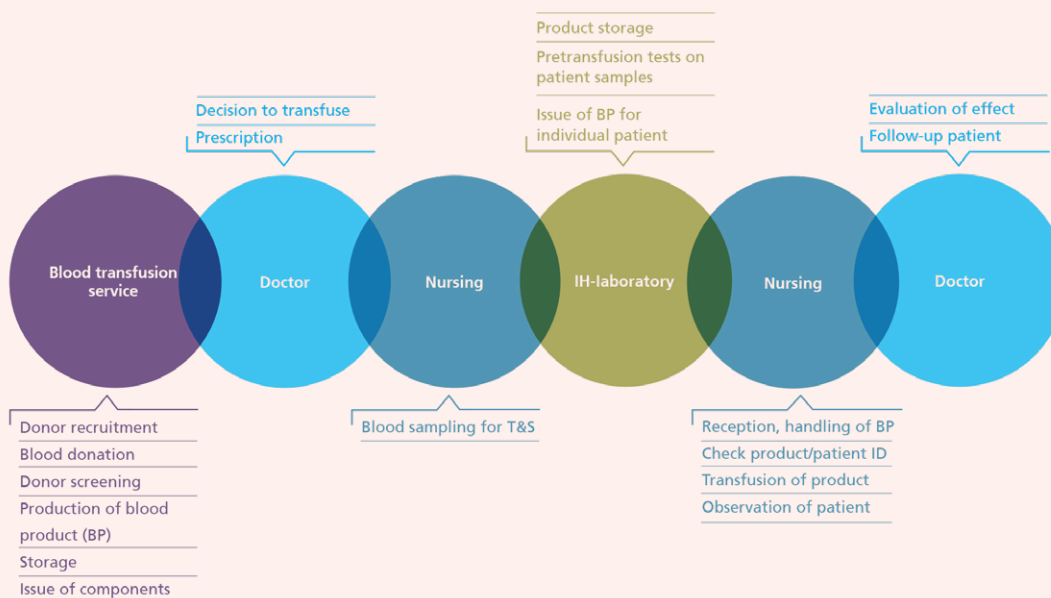 Product storage
Pretransfusion tests on
patient samples
Issue of BP for
individual patient
Decision to transfuse
Prescription
Evaluation of effect
Follow-up patient
Blood transfusion
service
Doctor
Nursing
IH-laboratory
Nursing
Doctor
Donor recruitment
Blood donation
Donor screening
Production of blood
product (BP)
Storage
Issue of components
Blood sampling for T&S
Reception, handling of BP
Check product/patient ID
Transfusion of product
Observation of patient